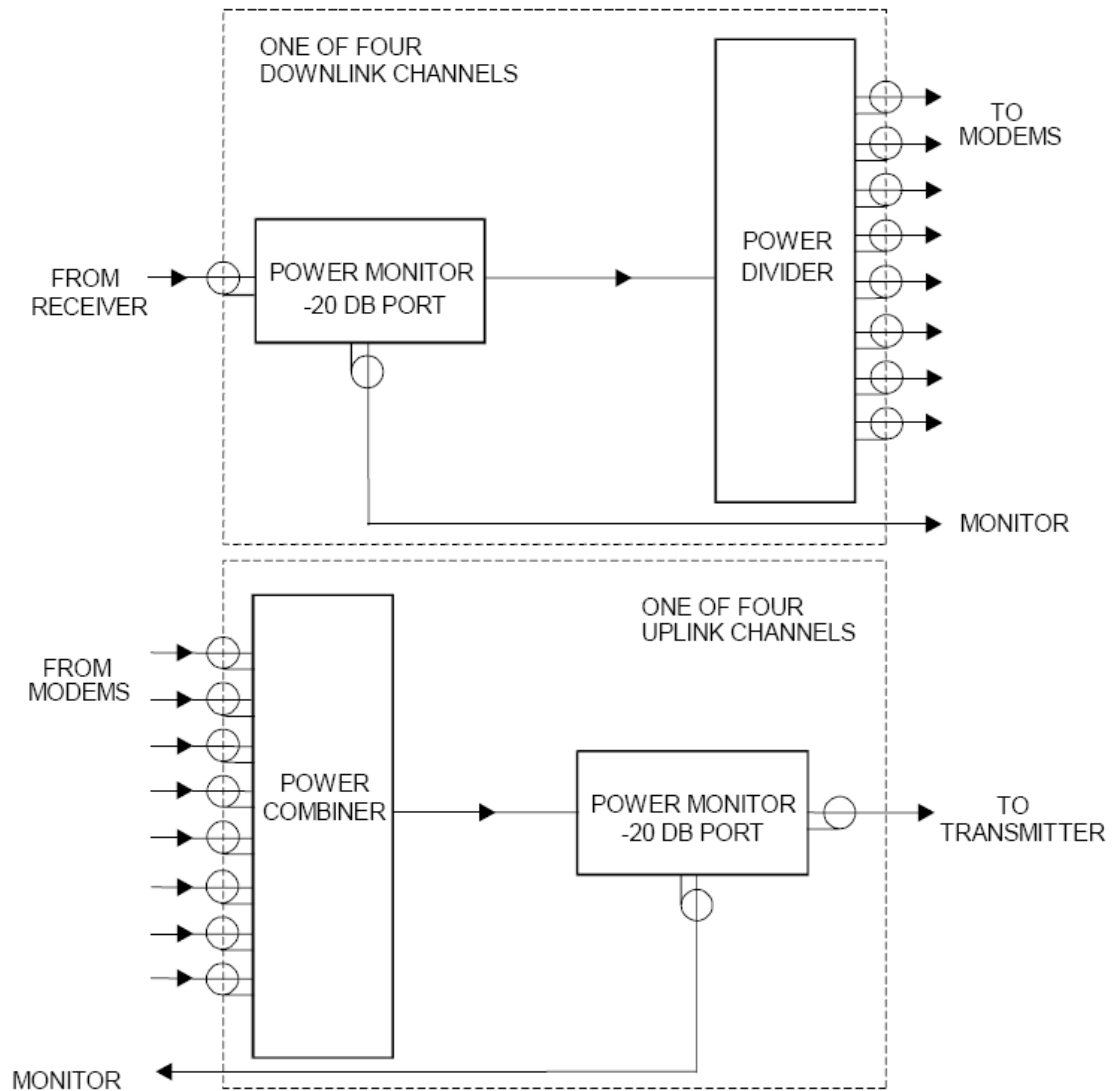 ONE OF FOUR
DOWNLINK CHANNELS
TO
MODEMS
POWER
DIVIDER
FROM
RECEIVER
POWER MONITOR
-20 DB PORT
MONITOR
ONE OF FOUR
UPLINK CHANNELS
FROM
MODEMS
POWER
COMBINER
POWER MONITOR
-20 DB PORT
TO
TRANSMITTER
MONITOR